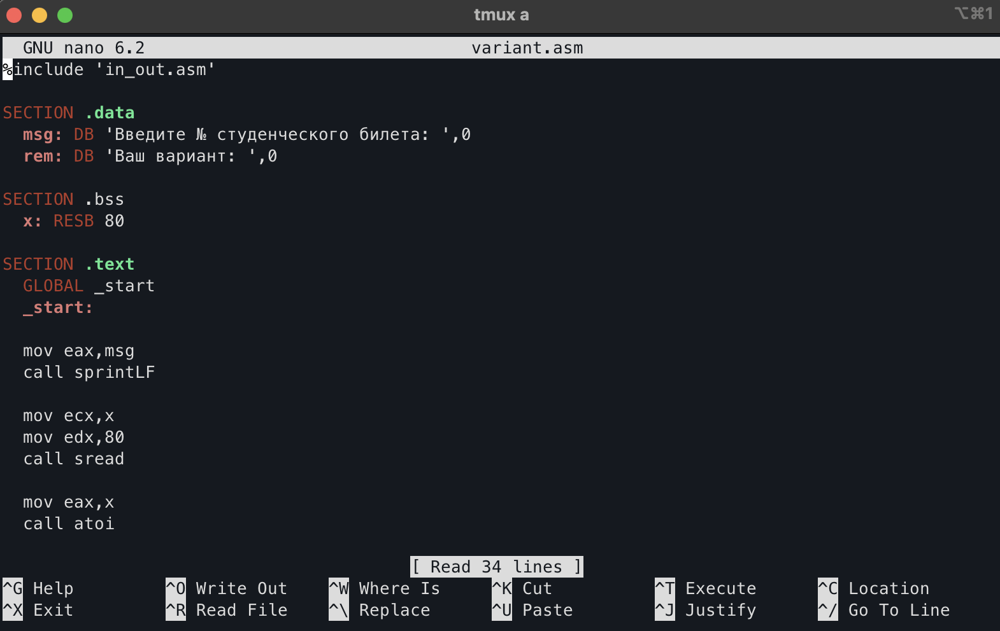 tmux a
⌥⌘1
GNU nano 6.2 variant.asm
%include 'in_out.asm'
SECTION .data
msg: DB 'Введите № студенческого билета: ',0
rem: DB 'Ваш вариант: ',0
SECTION .bss
x: RESB 80
SECTION .text
GLOBAL _start
_start:
mov eax,msg
call sprintLF
mov ecx,x
mov edx,80
call sread
mov eax,x
call atoi
[ Read 34 lines ]
^G Help ^O Write Out ^W Where Is ^K Cut ^T Execute ^C Location
^X Exit ^R Read File ^\ Replace ^U Paste ^J Justify ^/ Go To Line